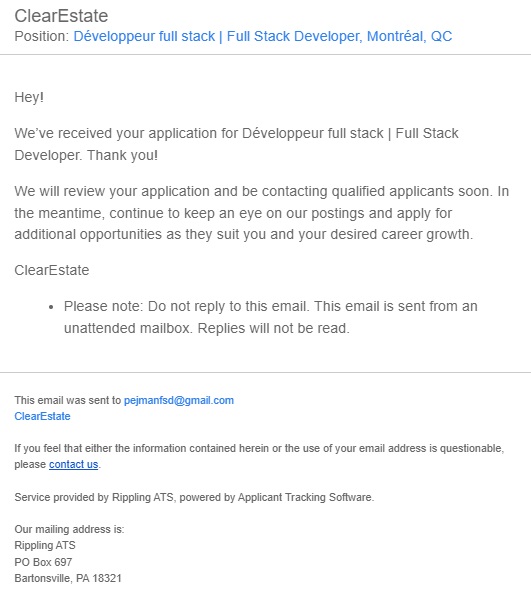 ClearEstate
Position: Développeur full stack | Full Stack Developer, Montréal, QC
Hey!
We've received your application for Développeur full stack | Full Stack
Developer. Thank you!
We will review your application and be contacting qualified applicants soon. In
the meantime, continue to keep an eye on our postings and apply for
additional opportunities as they suit you and your desired career growth.
ClearEstate
• Please note: Do not reply to this email. This email is sent from an
unattended mailbox. Replies will not be read.
This email was sent to pejmanfsd@gmail.com
ClearEstate
If you feel that either the information contained herein or the use of your email address is questionable,
please contact us.
Service provided by Rippling ATS, powered by Applicant Tracking Software.
Our mailing address is:
Rippling ATS
PO Box 697
Bartonsville, PA 18321